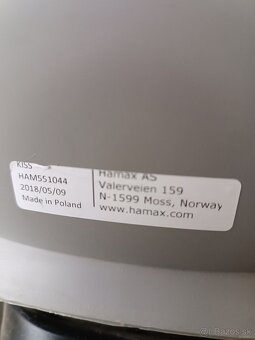 KISS
HAM551044
2018/05/09
Made in Poland
Hamax AS
Valerveien 159
N-1599 Moss, Norway
www.hamax.com